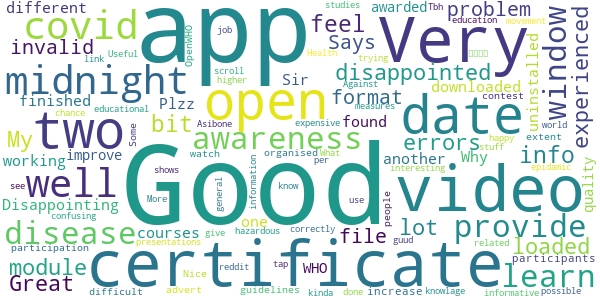 different
covid
invalid
midnight
finished
two
My
bit
working
improve
well
Disappointing
confusing
see
shows
disease
participation
module
courses
Great
Nice
difficult
app
link
Useful
OpenWHO
job
scroll
higher
educational
Some
Plzz
Says
Sir
feel
awarded
Tbh
studies
education
movement
Health
trying
Against
chance
measures
open
format
disappointed
awareness
Asibone
expensive
What
found
Very
problem
window
experienced
downloaded
uninstalled
contest
world
extent
date
happy
stuff
errors
Why
info
another
epidamic
interesting
quality
Good
watch
organised
per
information
general
know
More
use
people
video
one
give
hazardous
correctly
guud
lot
provide
file
loaded
related
participants
certificate
presentations
reddit
tap
WHO
advert
guidelines
kinda
done
increase
knowlage
informative
possible
learn